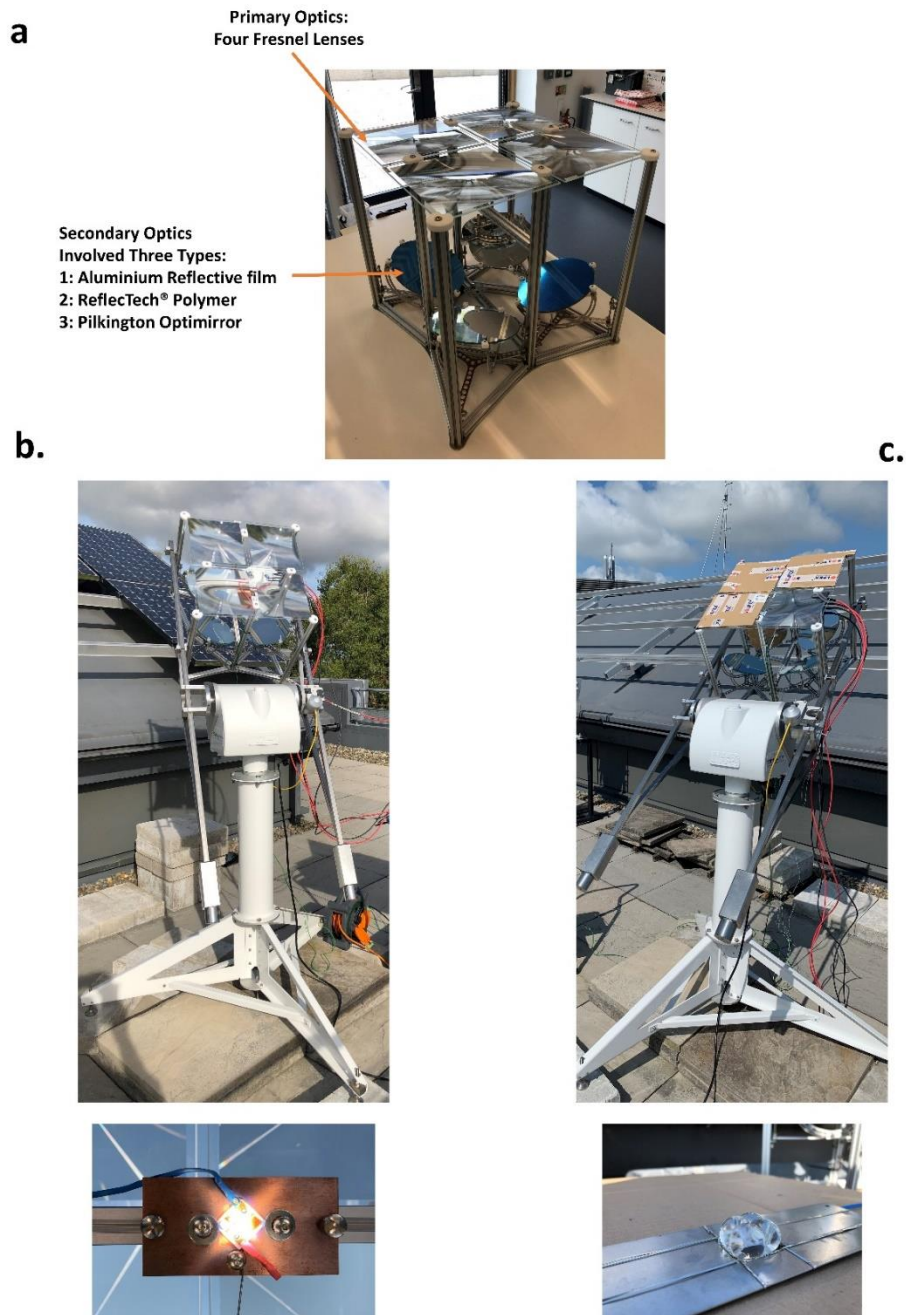 a
Primary Optics:
Four Fresnel Lenses
Secondary Optics
Involved Three Types:
1: Aluminium Reflective film
2: ReflecTech® Polymer
3: Pilkington Optimirror
b.
c.